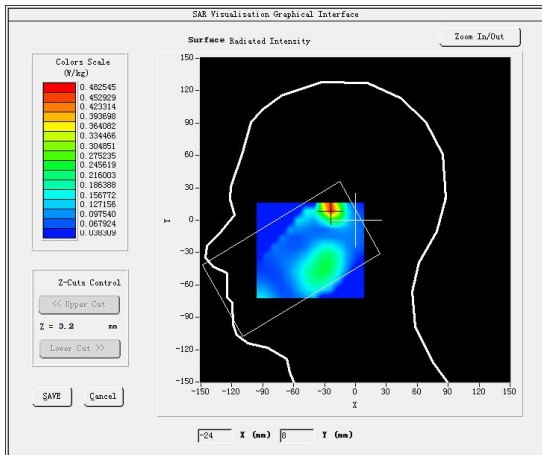 SAR Visualisation Graphical Interface
Surface Radiated Intensity
Zoom In/Out
Colors Scale
(W/kg)
0.482545
0.452929
0.423314
0.393698
0.364082
0.334466
0.304851
0.275235
0.245619
0.216003
0.186388
0.156772
0.127156
0.097540
0.067924
0.038309
Z-Cuts Control
<< Upper Cut
Z = 0.2 mm
Lower Cut >>
SAVE Cancel
150
120
90
60
30
0
-30
-60
-90
-120
-150
Y
-150 -120 -90 -60 -30 0 30 60 90 120 150
X
-24 X (mm) 8 Y (mm)